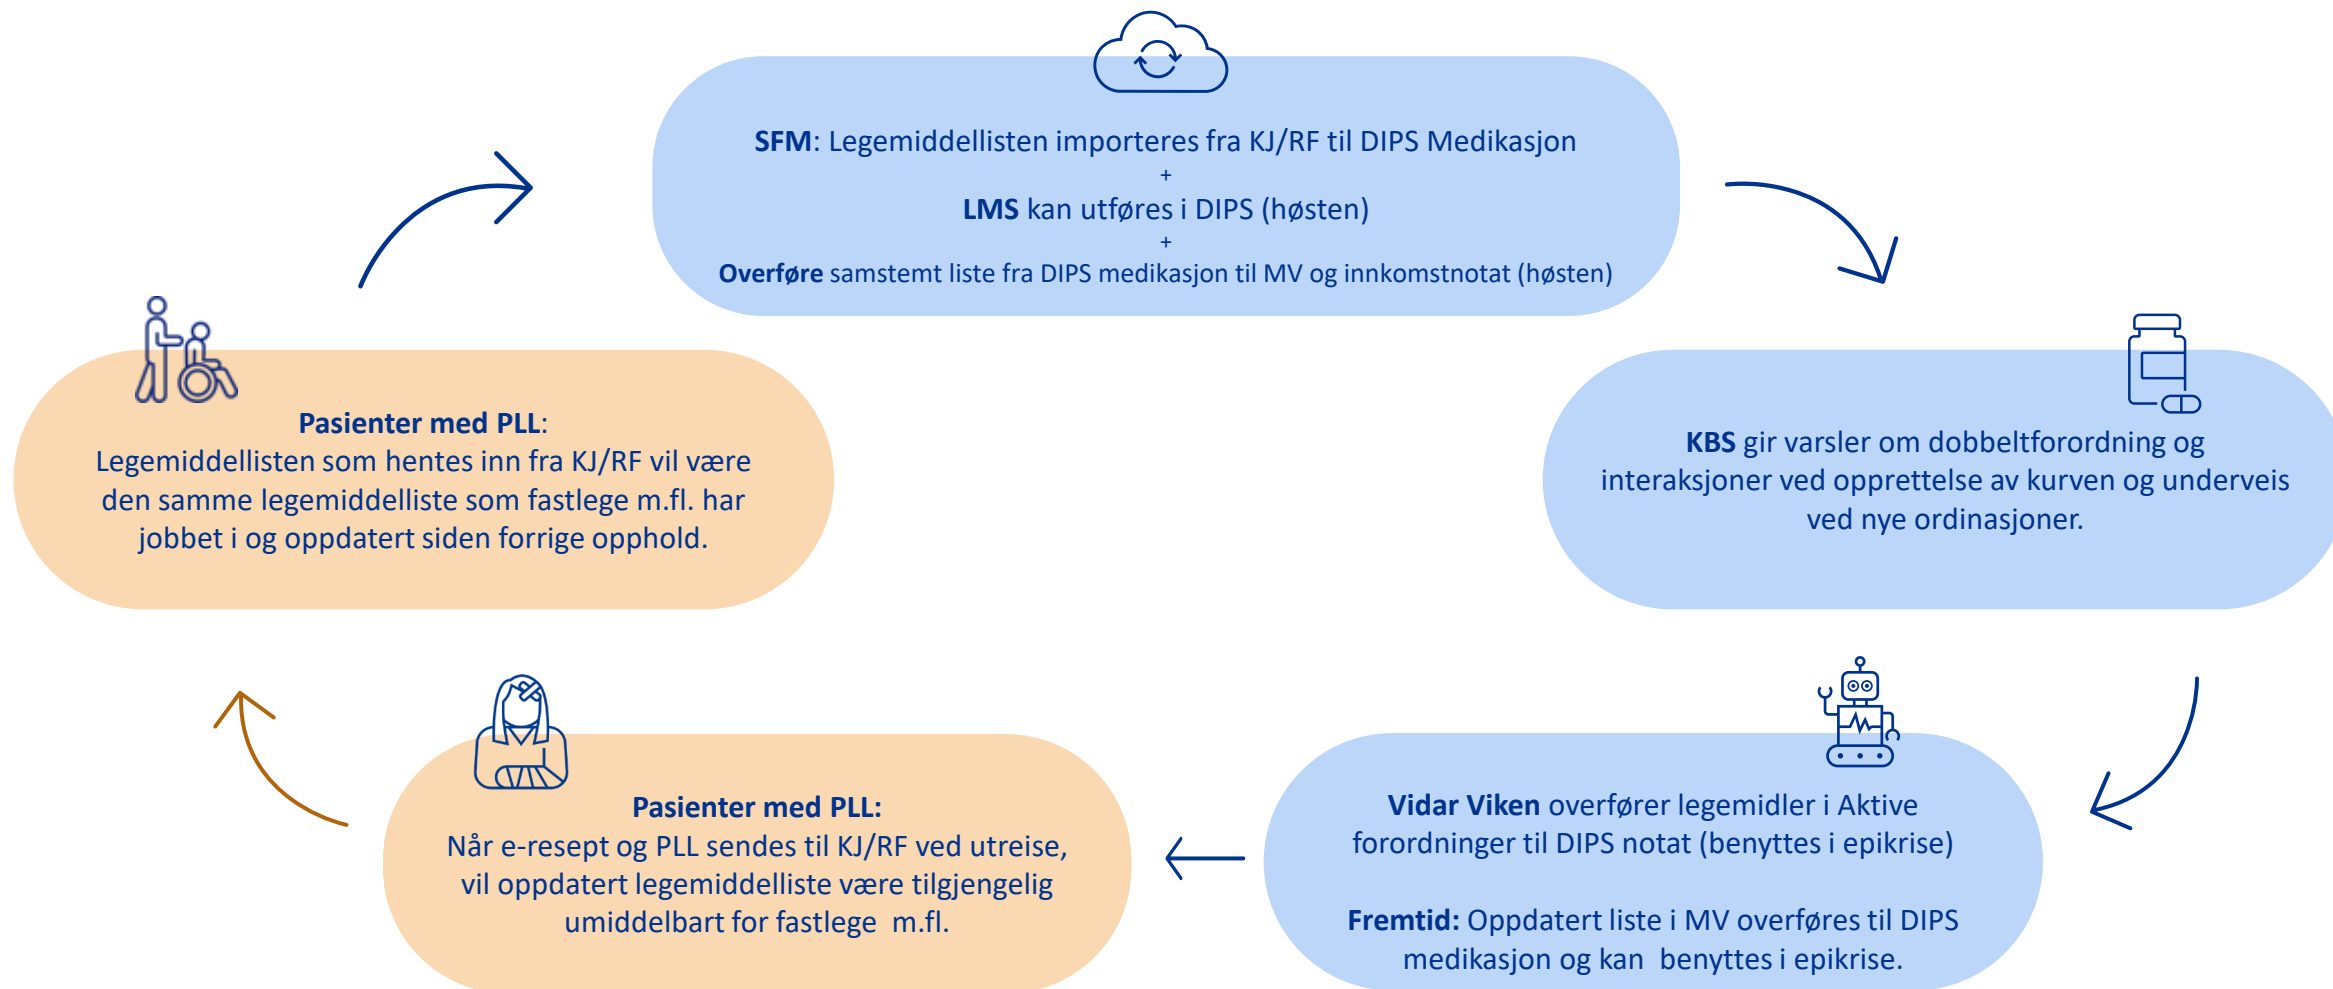 SFM: Legemiddellisten importeres fra KJ/RF til DIPS Medikasjon
+
LMS kan utføres i DIPS (høsten)
+
Overføre samstemt liste fra DIPS medikasjon til MV og innkomstnotat (høsten)
KBS gir varsler om dobbeltforordning og
interaksjoner ved opprettelse av kurven og underveis
ved nye ordinasjoner.
Vidar Viken overfører legemidler i Aktive
forordninger til DIPS notat (benyttes i epikrise)
Fremtid: Oppdatert liste i MV overføres til DIPS
medikasjon og kan benyttes i epikrise.
Pasienter med PLL:
Når e-resept og PLL sendes til KJ/RF ved utreise,
vil oppdatert legemiddelliste være tilgjengelig
umiddelbart for fastlege m.fl.
Pasienter med PLL:
Legemiddellisten som hentes inn fra KJ/RF vil være
den samme legemiddelliste som fastlege m.fl. har
jobbet i og oppdatert siden forrige opphold.